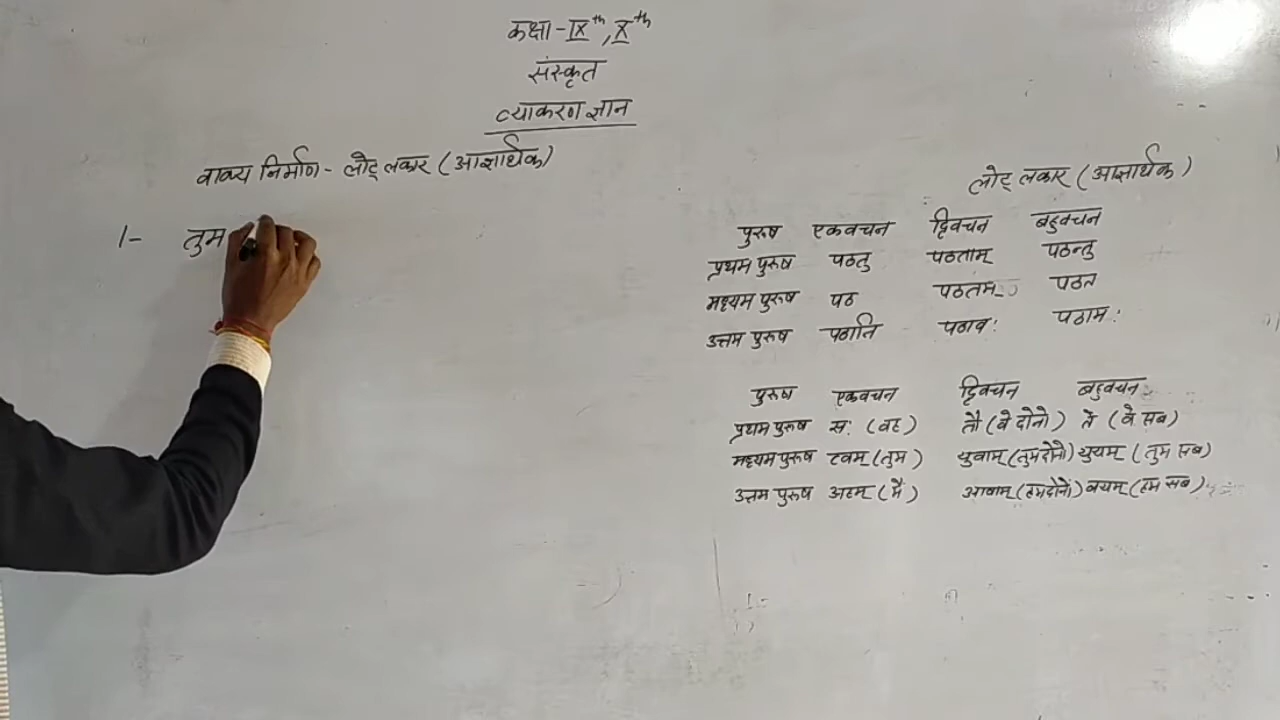 कक्षा - IXth, Xth
संस्कृत
व्याकरण ज्ञान
वाक्य निर्माण - लोट् लकार (आज्ञार्थक)
1- तुम
लोट् लकार (आज्ञार्थक)
पुरुष एकवचन द्विवचन बहुवचन
प्रथम पुरुष पठतु पठताम् पठन्तु
मध्यम पुरुष पठ पठतम् पठत
उत्तम पुरुष पठानि पठाव: पठाम:
पुरुष एकवचन द्विवचन बहुवचन
प्रथम पुरुष स: (वह) तौ (वे दोनो) ते (वे सब)
मध्यम पुरुष त्वम् (तुम) युवाम् (तुम दोनो) युयम् (तुम सब)
उत्तम पुरुष अहम् (मै) आवाम् (हम दोनो) वयम् (हम सब)